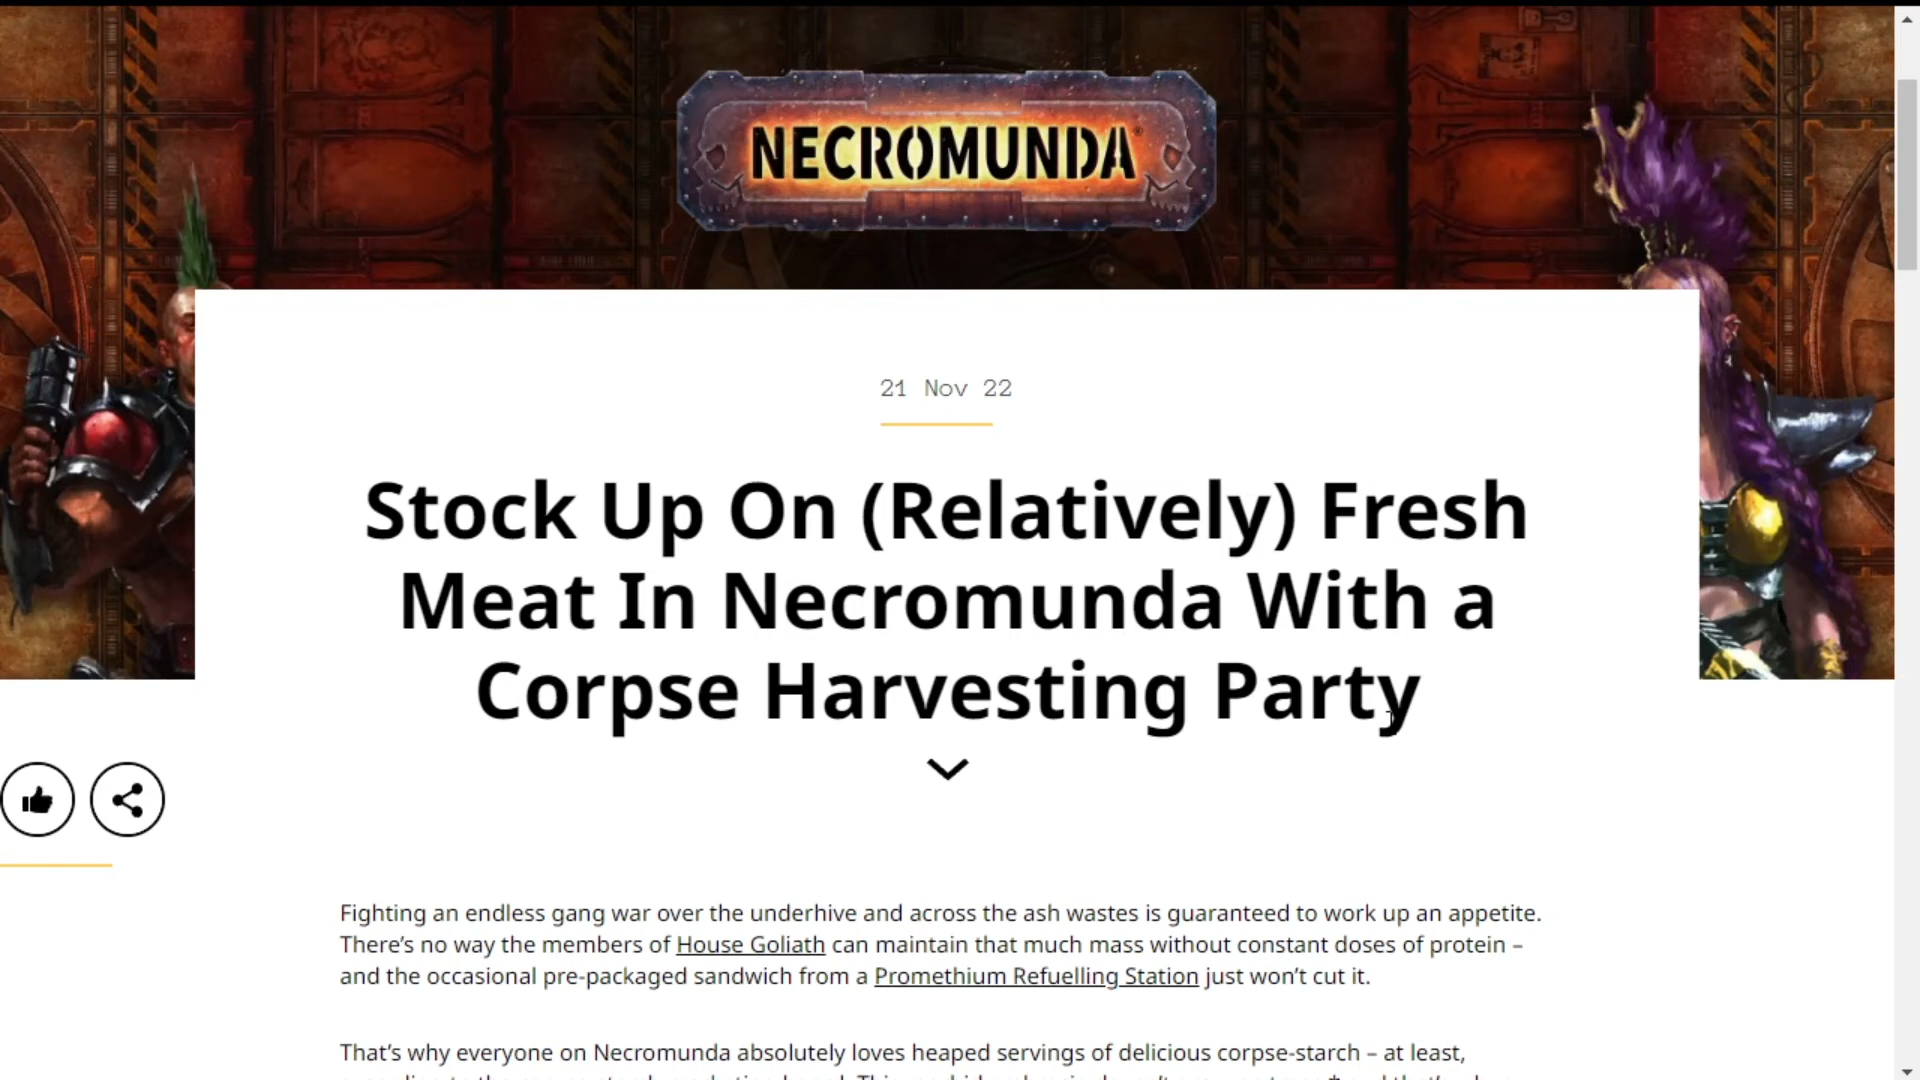 NECROMUNDA
21 Nov 22
Stock Up On (Relatively) Fresh
Meat In Necromunda With a
Corpse Harvesting Party
Fighting an endless gang war over the underhive and across the ash wastes is guaranteed to work up an appetite.
There’s no way the members of House Goliath can maintain that much mass without constant doses of protein –
and the occasional pre-packaged sandwich from a Promethium Refuelling Station just won’t cut it.
That’s why everyone on Necromunda absolutely loves heaped servings of delicious corpse-starch – at least,